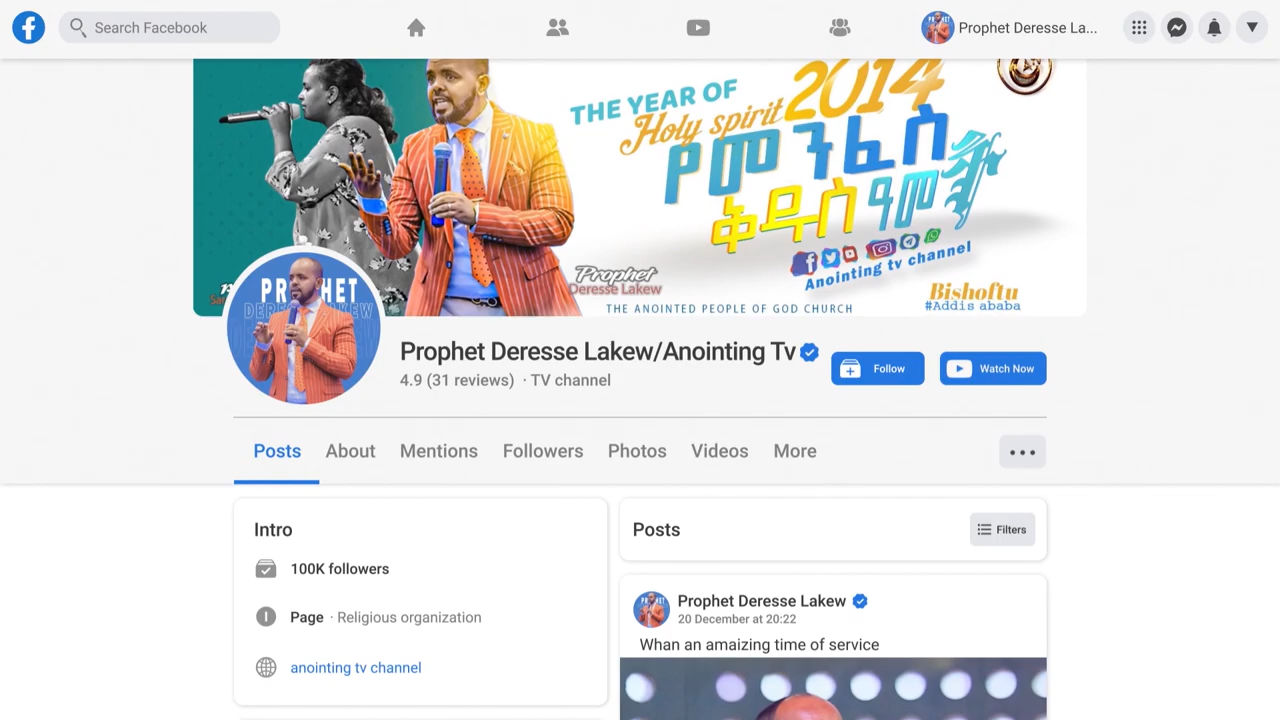 Search Facebook
Prophet Deresse La...
THE YEAR OF
Holy spirit
2014
የመንፈስ
ቅዱስ ዓመት
Anointing tv channel
Prophet
Deresse Lakew
THE ANOINTED PEOPLE OF GOD CHURCH
Bishoftu
#Addis ababa
PROPHET
DERESSE LAKEW
Prophet Deresse Lakew/Anointing Tv
4.9 (31 reviews) · TV channel
Follow
Watch Now
Posts
About
Mentions
Followers
Photos
Videos
More
Intro
100K followers
Page · Religious organization
anointing tv channel
Posts
Filters
Prophet Deresse Lakew
20 December at 20:22
Whan an amaizing time of service